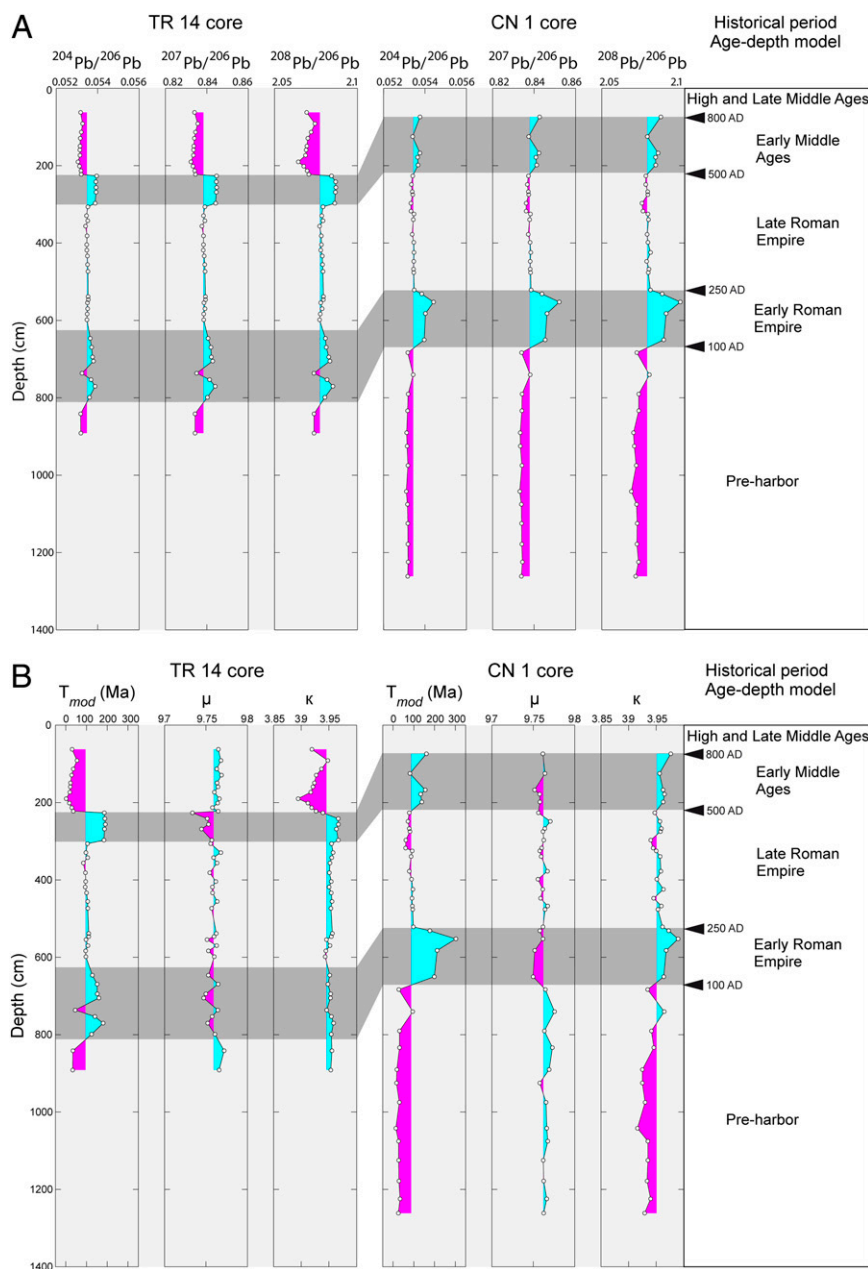 A
TR 14 core
CN 1 core
Historical period
Age-depth model
204Pb/206Pb
207Pb/206Pb
208Pb/206Pb
204Pb/206Pb
207Pb/206Pb
208Pb/206Pb
0.052 0.054 0.056
0.82 0.84 0.86
2.05 2.1
0.052 0.054 0.056
0.82 0.84 0.86
2.05 2.1
0
200
400
600
800
1000
1200
1400
Depth (cm)
High and Late Middle Ages
800 AD
Early Middle
Ages
500 AD
Late Roman
Empire
250 AD
Early Roman
Empire
100 AD
Pre-harbor
B
TR 14 core
CN 1 core
Historical period
Age-depth model
Tmod (Ma)
μ
κ
Tmod (Ma)
μ
κ
0 100 200 300
97 9.75 98
3.85 3.9 3.95
0 100 200 300
97 9.75 98
3.85 3.9 3.95
0
200
400
600
800
1000
1200
1400
Depth (cm)
High and Late Middle Ages
800 AD
Early Middle
Ages
500 AD
Late Roman
Empire
250 AD
Early Roman
Empire
100 AD
Pre-harbor